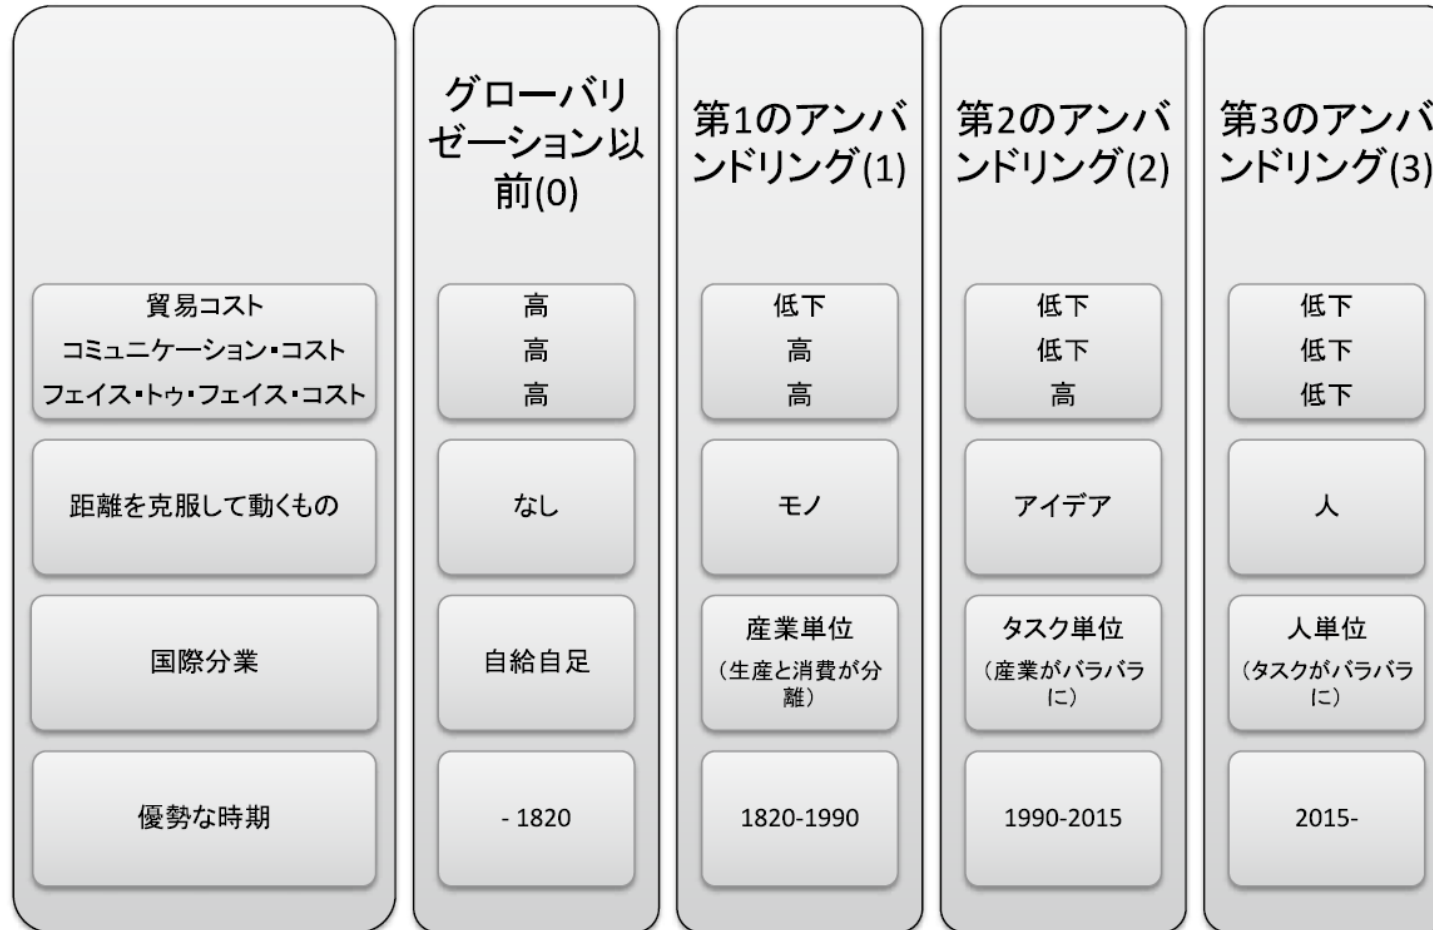 グローバリ
ゼーション以
前(0)
第1のアンバ
ンドリング(1)
第2のアンバ
ンドリング(2)
第3のアンバ
ンドリング(3)
貿易コスト
コミュニケーション・コスト
フェイス・トゥ・フェイス・コスト
高
高
高
低下
高
高
低下
低下
高
低下
低下
低下
距離を克服して動くもの
なし
モノ
アイデア
人
国際分業
自給自足
産業単位
(生産と消費が分
離)
タスク単位
(産業がバラバラ
に)
人単位
(タスクがバラバラ
に)
優勢な時期
- 1820
1820-1990
1990-2015
2015-